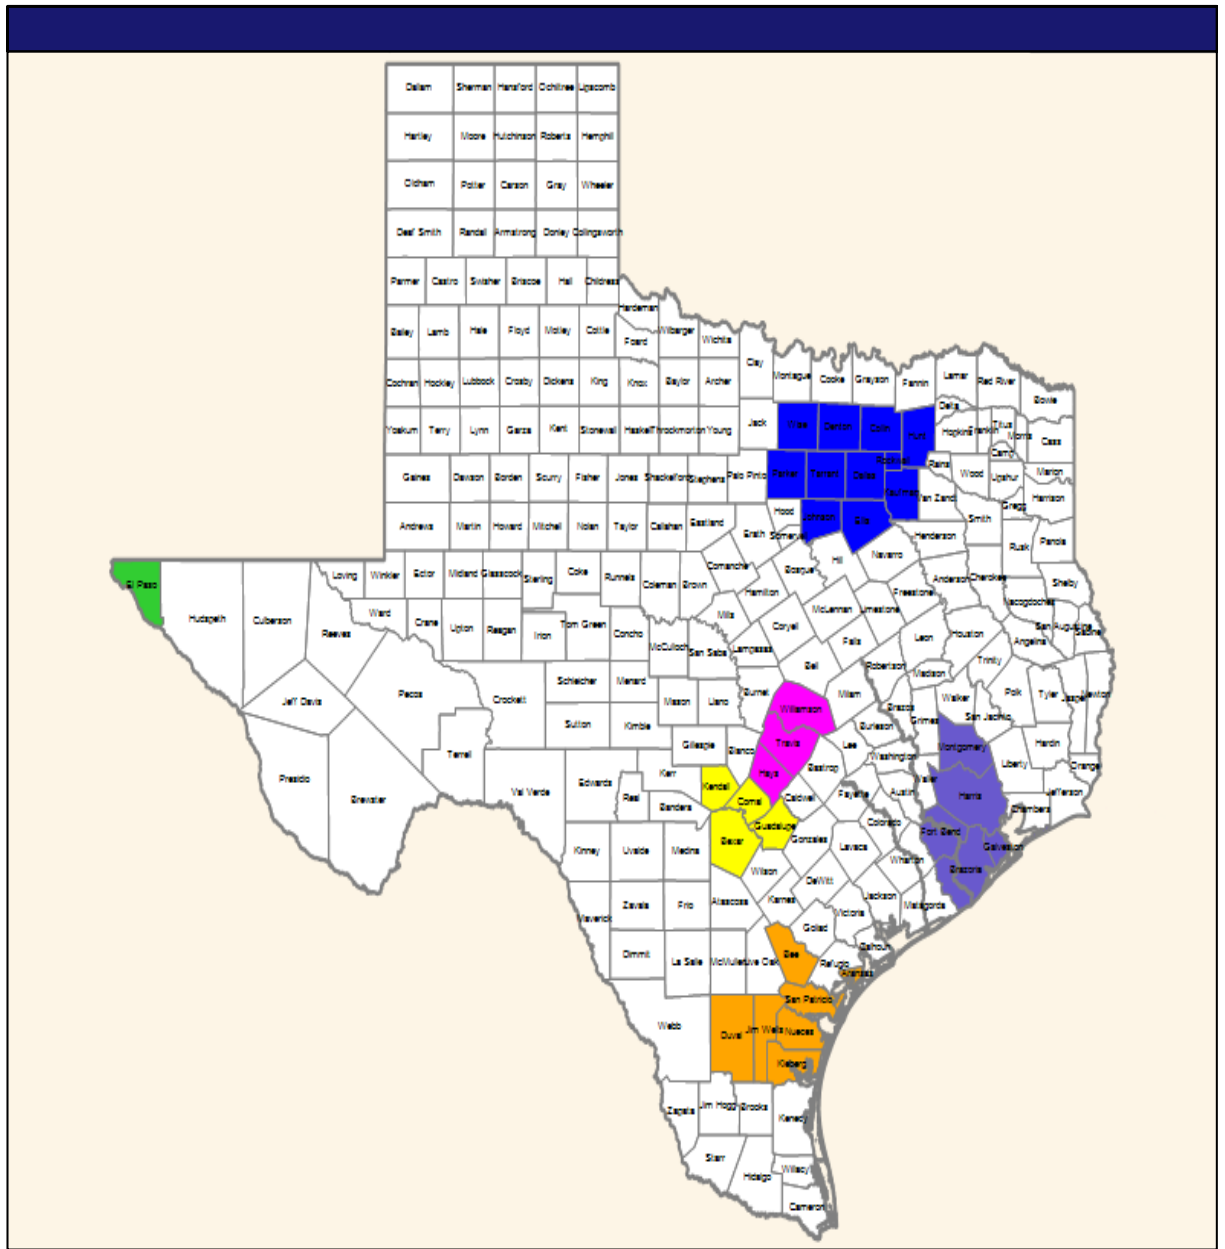 Dallam Sherman Hansford Ochiltree Lipscomb
Hartley Moore Hutchinson Roberts Hemphill
Oldham Potter Carson Gray Wheeler
Deaf Smith Randall Armstrong Donley Collingsworth
Parmer Castro Swisher Briscoe Hall Childress
Hardeman
Bailey Lamb Hale Floyd Motley Cottle Foard Wilbarger Wichita
Clay Montague Cooke Grayson Fannin Lamar Red River Bowie
Cochran Hockley Lubbock Crosby Dickens King Knox Baylor Archer
Yoakum Terry Lynn Garza Kent Stonewall Haskell Throckmorton Young Jack Wise Denton Collin Hunt Delta Hopkins Franklin Titus Morris Cass
Camp
Gaines Dawson Borden Scurry Fisher Jones Shackelford Stephens Palo Pinto Parker Tarrant Dallas Rockwall Rains Wood Upshur Marion
Kaufman Van Zandt Gregg Harrison
Andrews Martin Howard Mitchell Nolan Taylor Callahan Eastland Erath Hood Somervell Johnson Ellis Henderson Smith Rusk Panola
El Paso Hudspeth Culberson Reeves Loving Winkler Ector Midland Glasscock Sterling Coke Runnels Coleman Brown Comanche Bosque Hill Navarro Anderson Cherokee Shelby
Ward Crane Upton Reagan Irion Tom Green Concho Mills Hamilton McLennan Limestone Freestone Nacogdoches
McCulloch San Saba Lampasas Coryell Falls Leon Houston Angelina San Augustine Sabine
Jeff Davis Pecos Crockett Schleicher Menard Mason Llano Burnet Bell Milam Robertson Madison Trinity Polk Tyler Jasper Newton
Presidio Brewster Terrell Sutton Kimble Gillespie Blanco Williamson Travis Lee Burleson Brazos Grimes Walker San Jacinto Hardin Orange
Val Verde Edwards Real Kerr Bandera Kendall Hays Comal Bastrop Caldwell Fayette Washington Austin Waller Montgomery Harris Liberty Chambers Jefferson
Kinney Uvalde Medina Bexar Guadalupe Gonzales Lavaca Colorado Wharton Fort Bend Brazoria Galveston
Maverick Zavala Frio Atascosa Wilson Karnes DeWitt Victoria Jackson Matagorda
Dimmit La Salle McMullen Live Oak Bee Goliad Refugio Calhoun Aransas
Webb Duval Jim Wells San Patricio Nueces Kleberg
Zapata Jim Hogg Brooks Kenedy
Starr Hidalgo Willacy
Cameron